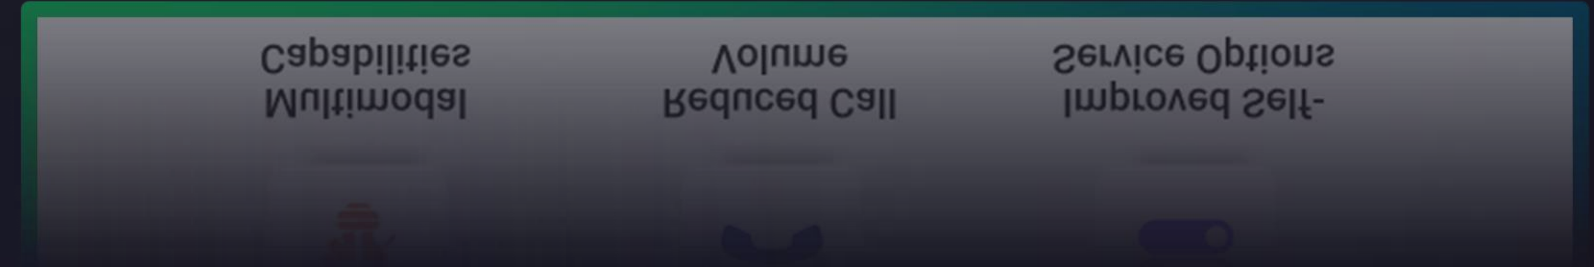 Multimodal
Capabilities
Reduced Call
Volume
Improved Self-
Service Options